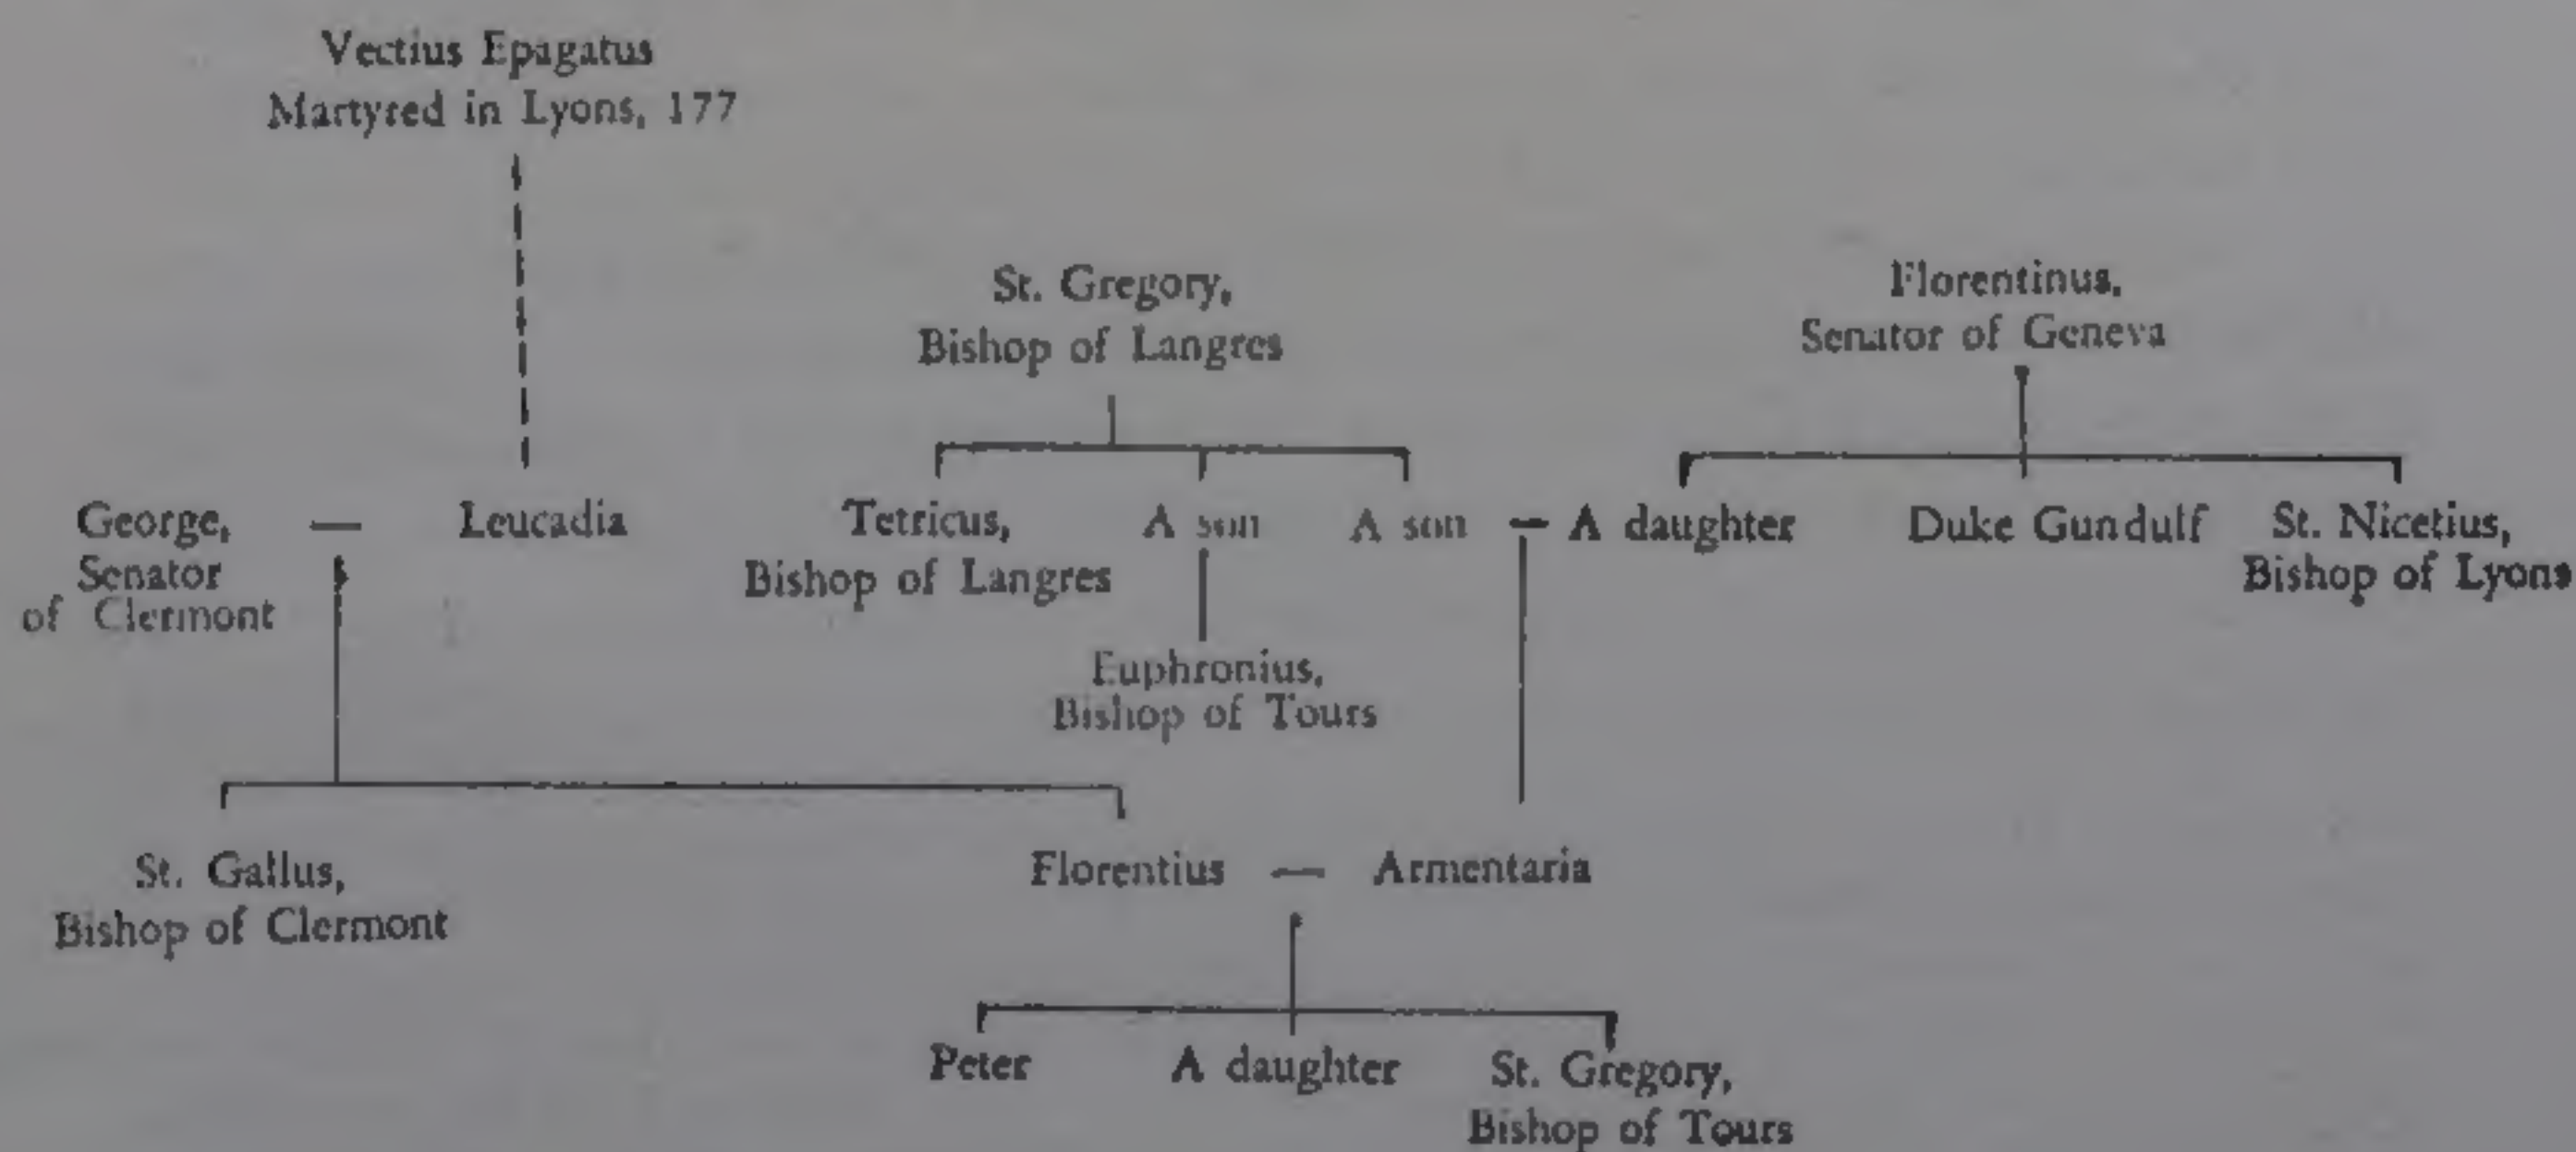 Vectius Epagatus
Martyred in Lyons, 177
St. Gregory,
Bishop of Langres
Florentinus,
Senator of Geneva
George,
Senator
of Clermont
Leucadia
Tetricus,
Bishop of Langres
A son
A son
A daughter
Duke Gundulf
St. Nicetius,
Bishop of Lyons
Euphronius,
Bishop of Tours
St. Gallus,
Bishop of Clermont
Florentius — Armentaria
Peter
A daughter
St. Gregory,
Bishop of Tours